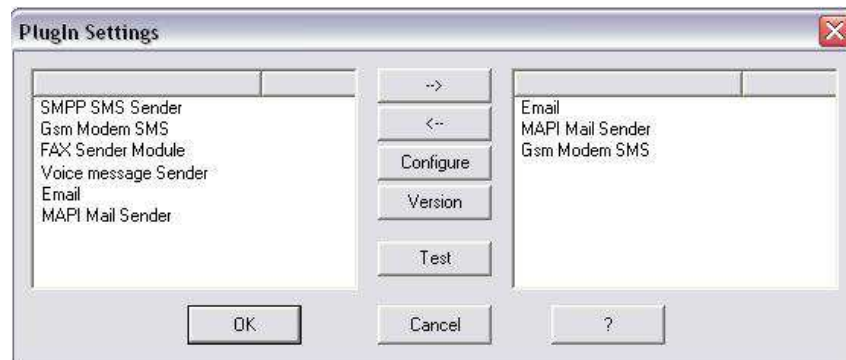 PlugIn Settings
SMPP SMS Sender
Gsm Modem SMS
FAX Sender Module
Voice message Sender
Email
MAPI Mail Sender
-->
<--
Configure
Version
Test
Email
MAPI Mail Sender
Gsm Modem SMS
OK
Cancel
?